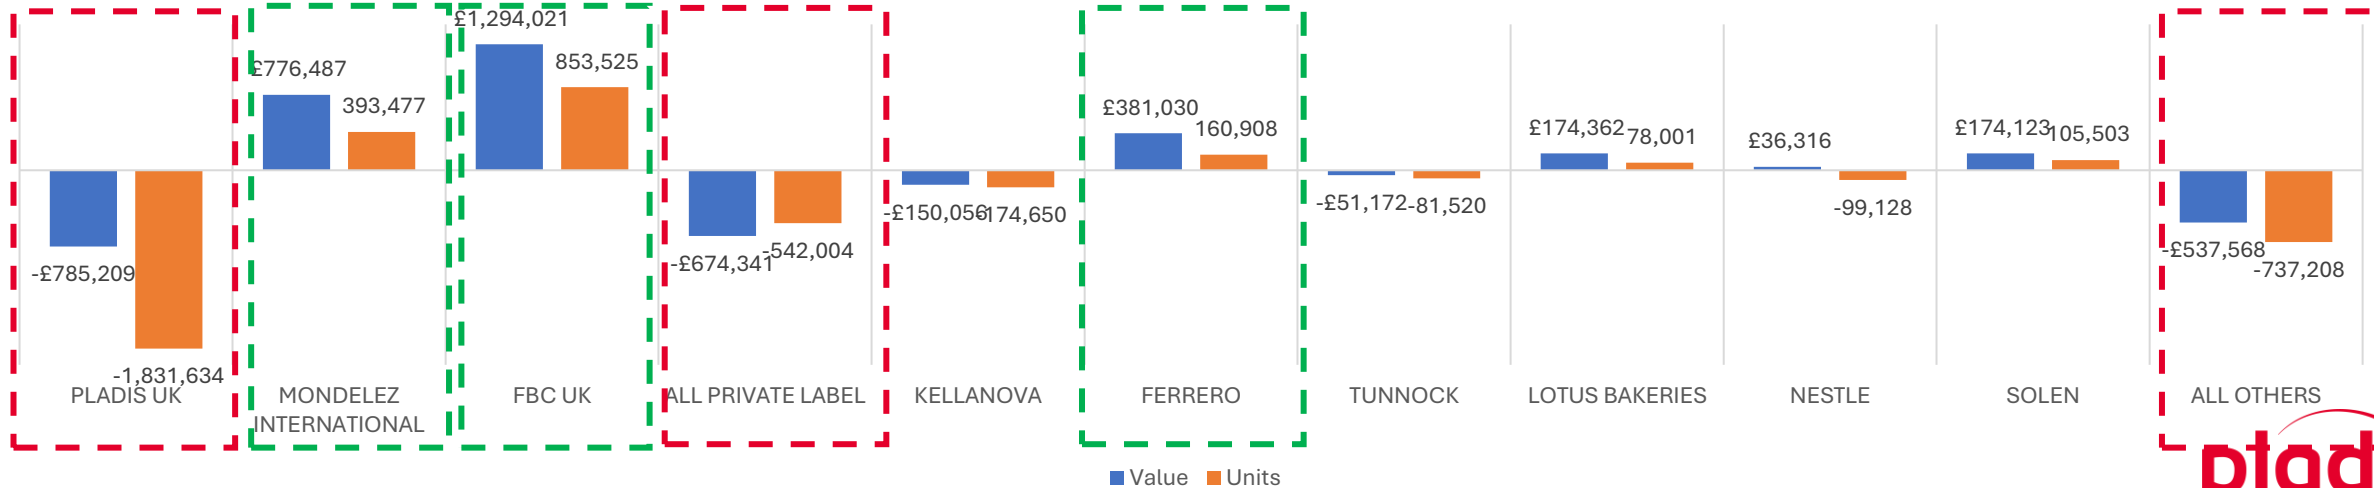 £1,294,021
£776,487
853,525
393,477
£381,030
160,908
£174,362
78,001
£36,316
£174,123
105,503
-£785,209
-1,831,634
-£674,341
-542,004
-£150,056
-174,650
-£51,172
-81,520
-99,128
-£537,568
-737,208
PLADIS UK
MONDELEZ
INTERNATIONAL
FBC UK
ALL PRIVATE LABEL
KELLANOVA
FERRERO
TUNNOCK
LOTUS BAKERIES
NESTLE
SOLEN
ALL OTHERS
Value
Units